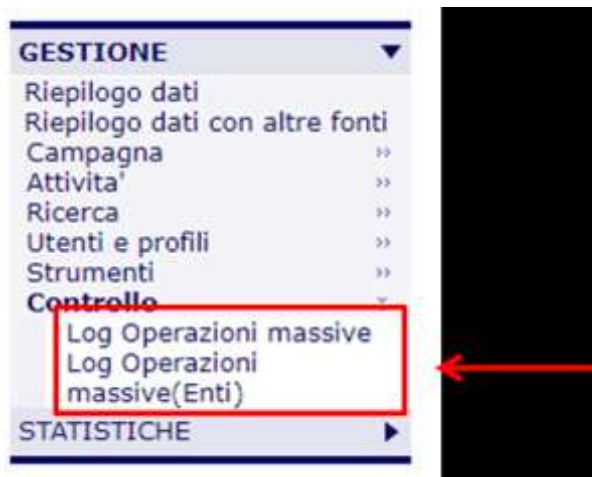 GESTIONE
Riepilogo dati
Riepilogo dati con altre fonti
Campagna »
Attivita' »
Ricerca »
Utenti e profili »
Strumenti »
Controllo
Log Operazioni massive
Log Operazioni
massive(Enti)
STATISTICHE